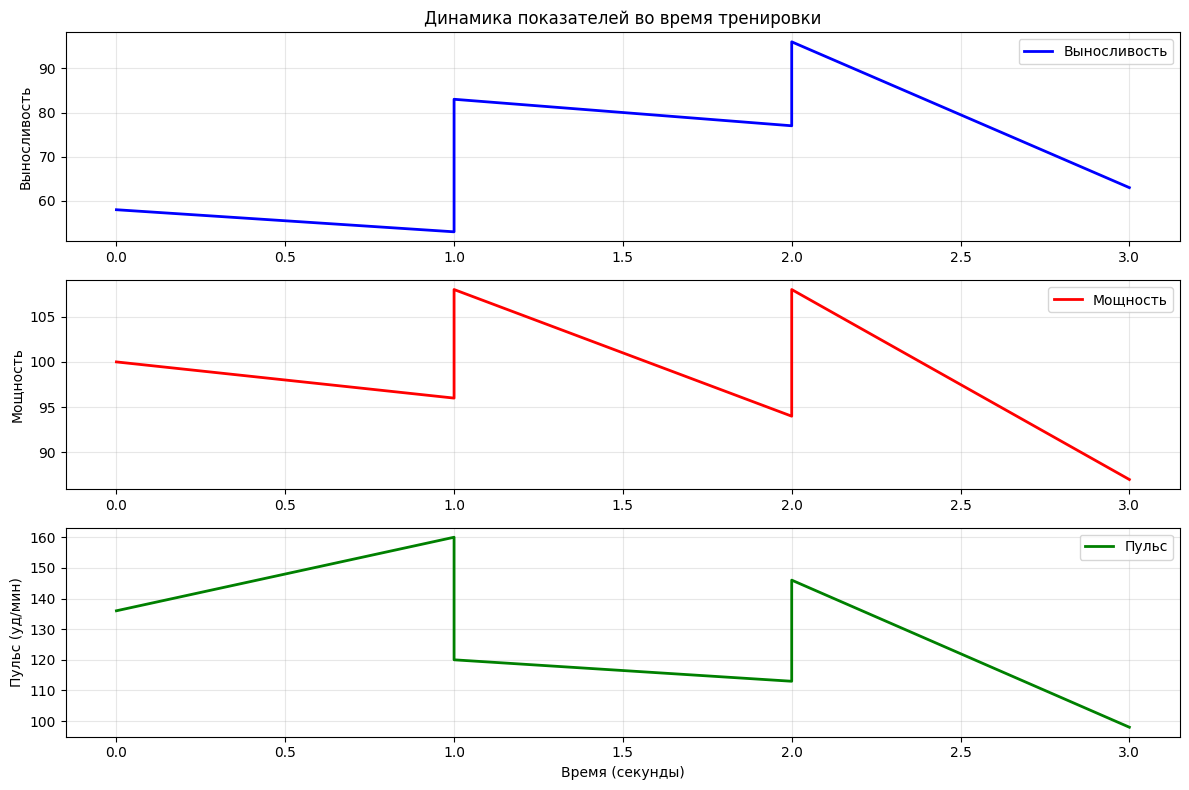 Динамика показателей во время тренировки
Выносливость
Выносливость
90
80
70
60
0.0 0.5 1.0 1.5 2.0 2.5 3.0
Мощность
Мощность
105
100
95
90
0.0 0.5 1.0 1.5 2.0 2.5 3.0
Пульс
Пульс (уд/мин)
160
150
140
130
120
110
100
0.0 0.5 1.0 1.5 2.0 2.5 3.0
Время (секунды)